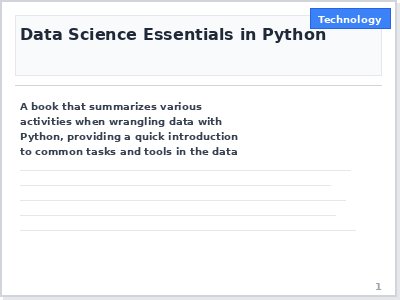 Technology
Data Science Essentials in Python
A book that summarizes various
activities when wrangling data with
Python, providing a quick introduction
to common tasks and tools in the data
1